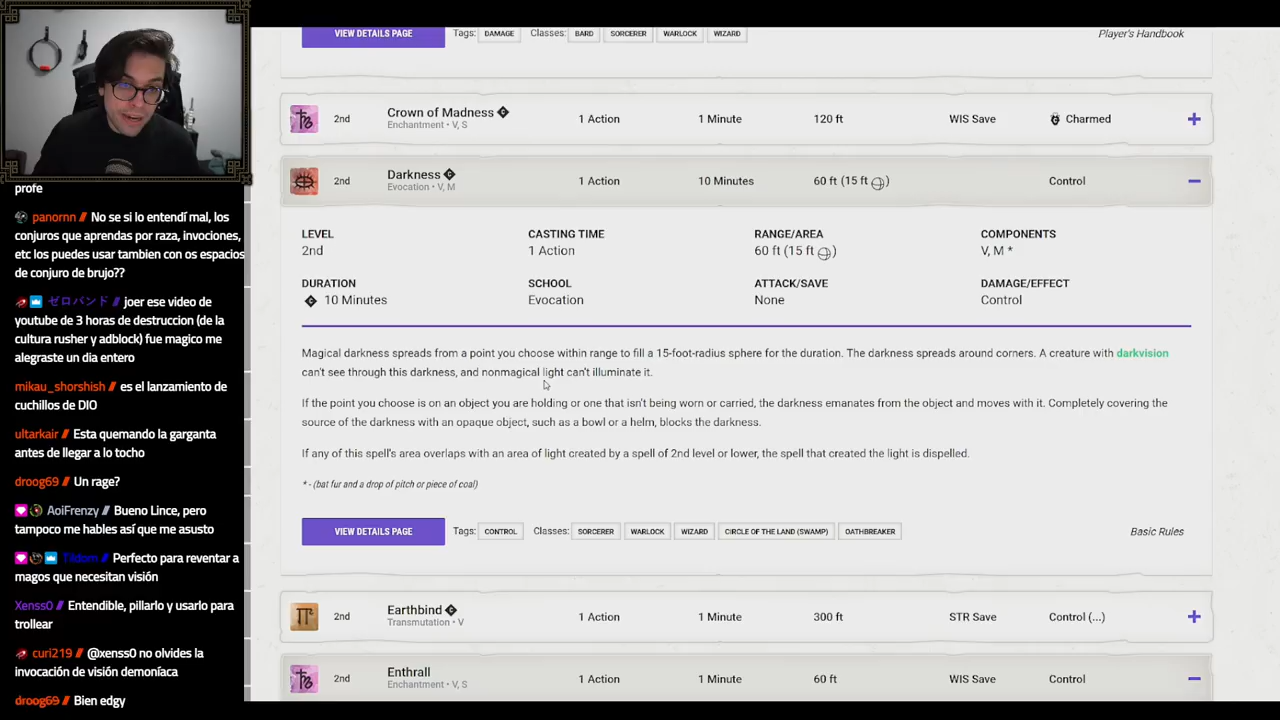 profe
panornn // No se si lo entendí mal, los
conjuros que aprendas por raza, invociones,
etc los puedes usar tambien con os espacios
de conjuro de brujo??
ゼロバンド // joer ese video de
youtube de 3 horas de destruccion (de la
cultura rusher y adblock) fue magico me
alegraste un dia entero
mikau_shorshish // es el lanzamiento de
cuchillos de DIO
ultarkair // Esta quemando la garganta
antes de llegar a lo tocho
droog69 // Un rage?
AoiFrenzy // Bueno Lince, pero
tampoco me hables así que me asusto
Tildom // Perfecto para reventar a
magos que necesitan visión
Xenss0 // Entendible, pillarlo y usarlo para
trollear
curi219 // @xenss0 no olvides la
invocación de visión demoníaca
droog69 // Bien edgy
VIEW DETAILS PAGE Tags: DAMAGE Classes: BARD SORCERER WARLOCK WIZARD Player's Handbook
2nd Crown of Madness 1 Action 1 Minute 120 ft WIS Save Charmed +
Enchantment • V, S
2nd Darkness 1 Action 10 Minutes 60 ft (15 ft ) Control −
Evocation • V, M
LEVEL CASTING TIME RANGE/AREA COMPONENTS
2nd 1 Action 60 ft (15 ft ) V, M *
DURATION SCHOOL ATTACK/SAVE DAMAGE/EFFECT
10 Minutes Evocation None Control
Magical darkness spreads from a point you choose within range to fill a 15-foot-radius sphere for the duration. The darkness spreads around corners. A creature with darkvision
can't see through this darkness, and nonmagical light can't illuminate it.
If the point you choose is on an object you are holding or one that isn't being worn or carried, the darkness emanates from the object and moves with it. Completely covering the
source of the darkness with an opaque object, such as a bowl or a helm, blocks the darkness.
If any of this spell's area overlaps with an area of light created by a spell of 2nd level or lower, the spell that created the light is dispelled.
* - (bat fur and a drop of pitch or piece of coal)
VIEW DETAILS PAGE Tags: CONTROL Classes: SORCERER WARLOCK WIZARD CIRCLE OF THE LAND (SWAMP) OATHBREAKER Basic Rules
2nd Earthbind 1 Action 1 Minute 300 ft STR Save Control (...) +
Transmutation • V
2nd Enthrall 1 Action 1 Minute 60 ft WIS Save Control −
Enchantment • V, S